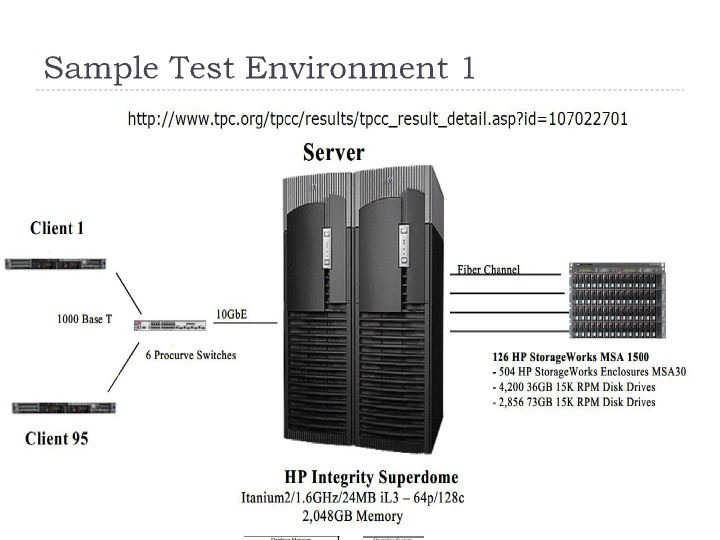 Sample Test Environment 1
http://www.tpc.org/tpcc/results/tpcc_result_detail.asp?id=107022701
Server
Client 1
Fiber Channel
1000 Base T
10GbE
6 Procurve Switches
126 HP StorageWorks MSA 1500
- 504 HP StorageWorks Enclosures MSA30
- 4,200 36GB 15K RPM Disk Drives
- 2,856 73GB 15K RPM Disk Drives
Client 95
HP Integrity Superdome
Itanium2/1.6GHz/24MB iL3 – 64p/128c
2,048GB Memory